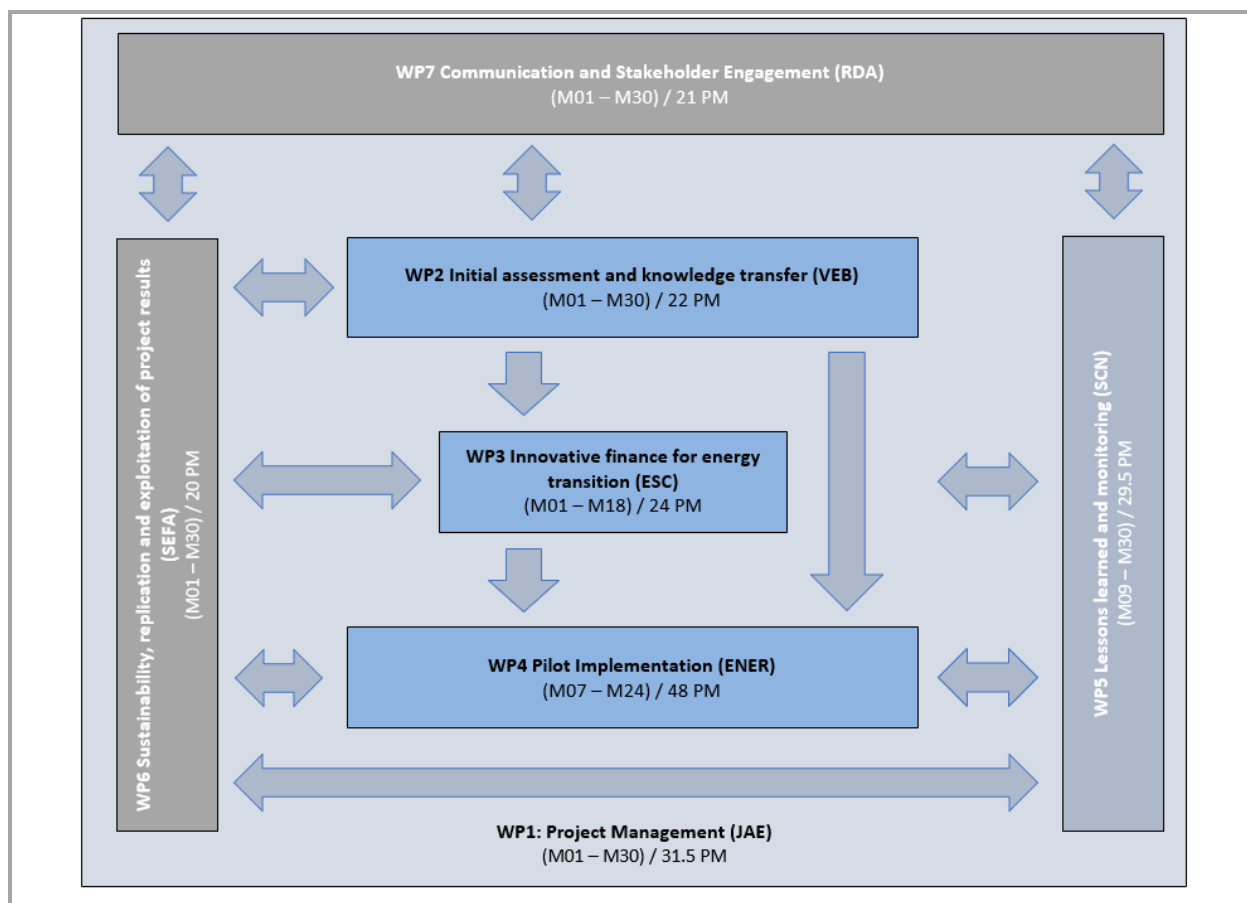 WP7 Communication and Stakeholder Engagement (RDA)
(M01 – M30) / 21 PM
WP2 Initial assessment and knowledge transfer (VEB)
(M01 – M30) / 22 PM
WP6 Sustainability, replication and exploitation of project results
(SEFA)
(M01 – M30) / 20 PM
WP3 Innovative finance for energy
transition (ESC)
(M01 – M18) / 24 PM
WP5 Lessons learned and monitoring (SCN)
(M09 – M30) / 29.5 PM
WP4 Pilot Implementation (ENER)
(M07 – M24) / 48 PM
WP1: Project Management (JAE)
(M01 – M30) / 31.5 PM